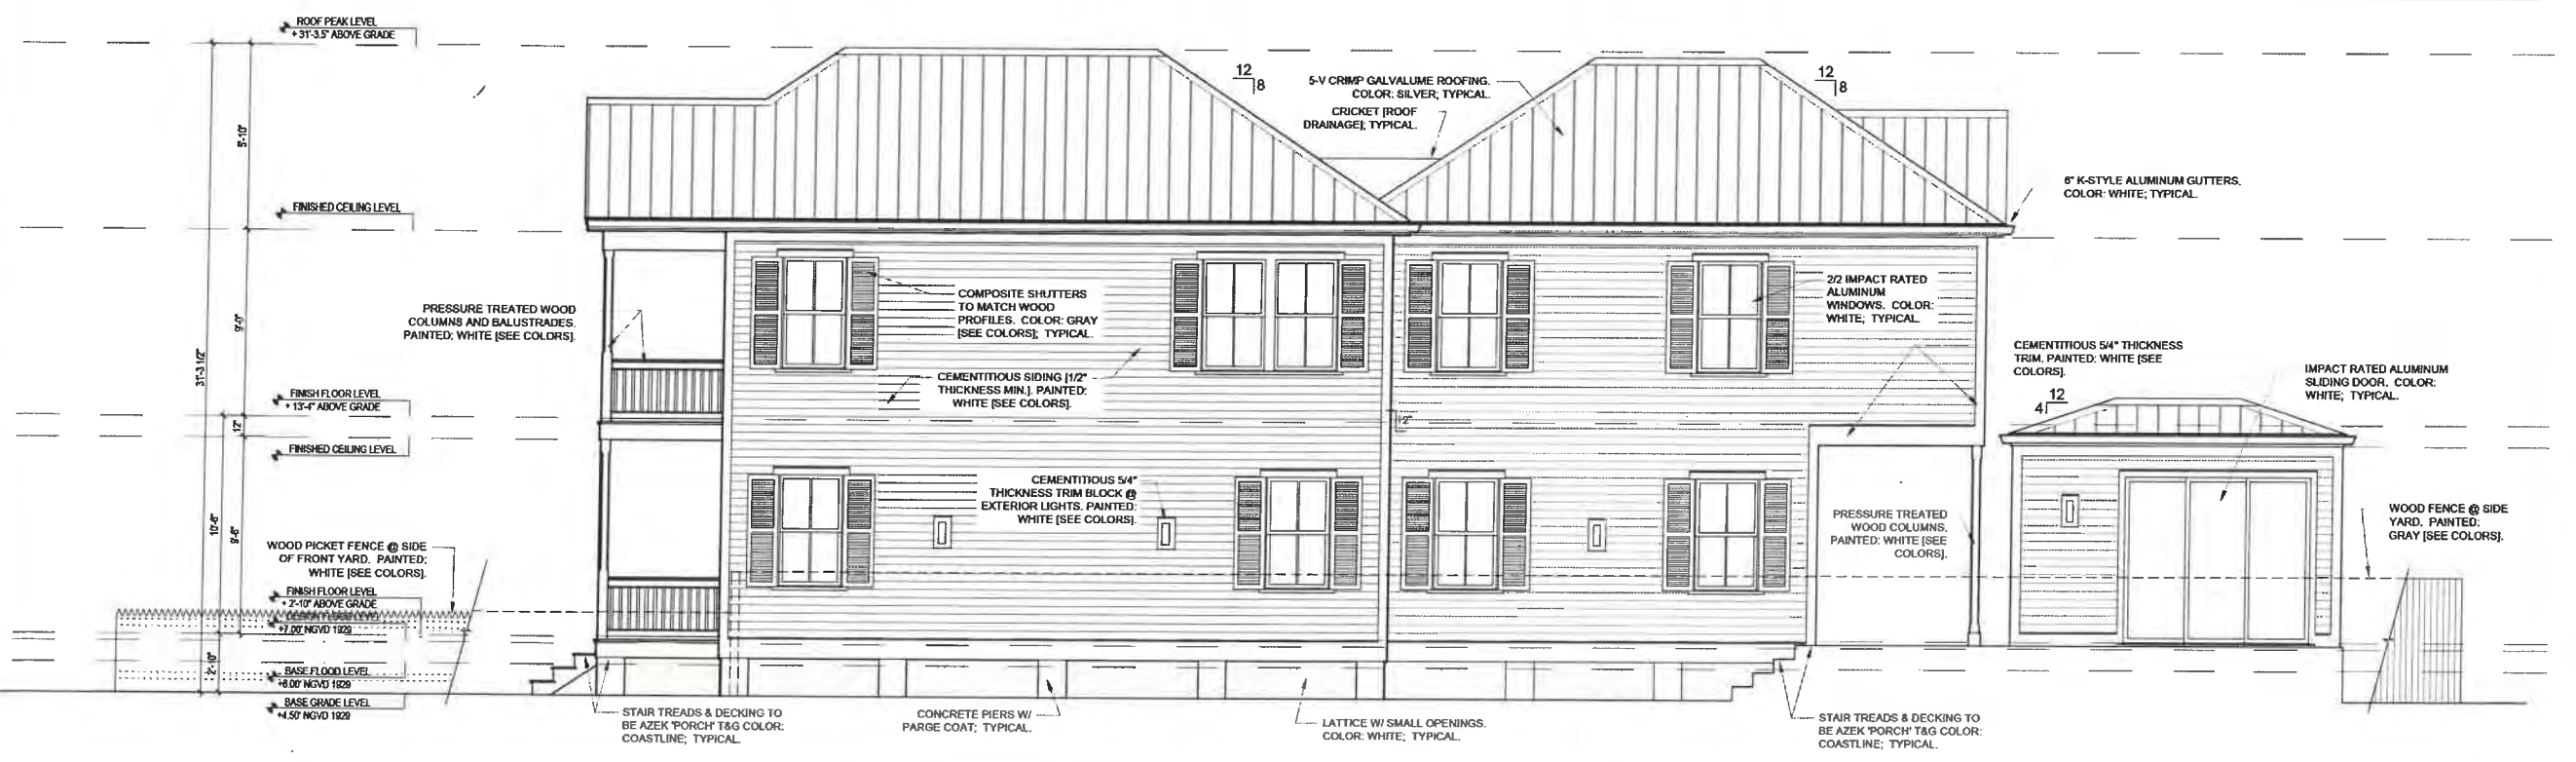 ROOF PEAK LEVEL
+ 31'-3.5" ABOVE GRADE
12
8
5-V CRIMP GALVALUME ROOFING.
COLOR: SILVER; TYPICAL.
CRICKET [ROOF
DRAINAGE]; TYPICAL.
12
8
5'-10"
FINISHED CEILING LEVEL
6" K-STYLE ALUMINUM GUTTERS.
COLOR: WHITE; TYPICAL.
PRESSURE TREATED WOOD
COLUMNS AND BALUSTRADES.
PAINTED: WHITE [SEE COLORS].
COMPOSITE SHUTTERS
TO MATCH WOOD
PROFILES. COLOR: GRAY
[SEE COLORS]; TYPICAL.
2/2 IMPACT RATED
ALUMINUM
WINDOWS. COLOR:
WHITE; TYPICAL.
9'-0"
31'-3 1/2"
CEMENTITIOUS SIDING [1/2"
THICKNESS MIN.]. PAINTED:
WHITE [SEE COLORS].
CEMENTITIOUS 5/4" THICKNESS
TRIM. PAINTED: WHITE [SEE
COLORS].
IMPACT RATED ALUMINUM
SLIDING DOOR. COLOR:
WHITE; TYPICAL.
FINISH FLOOR LEVEL
+ 13'-4" ABOVE GRADE
12"
2"
12
4
FINISHED CEILING LEVEL
CEMENTITIOUS 5/4"
THICKNESS TRIM BLOCK @
EXTERIOR LIGHTS. PAINTED:
WHITE [SEE COLORS].
10'-6"
9'-6"
PRESSURE TREATED
WOOD COLUMNS.
PAINTED: WHITE [SEE
COLORS].
WOOD FENCE @ SIDE
YARD. PAINTED:
GRAY [SEE COLORS].
WOOD PICKET FENCE @ SIDE
OF FRONT YARD. PAINTED:
WHITE [SEE COLORS].
FINISH FLOOR LEVEL
+ 2'-10" ABOVE GRADE
DESIGN FLOOD LEVEL
+7.00' NGVD 1929
2'-10"
BASE FLOOD LEVEL
+6.00' NGVD 1929
BASE GRADE LEVEL
+4.50' NGVD 1929
STAIR TREADS & DECKING TO
BE AZEK 'PORCH' T&G COLOR:
COASTLINE; TYPICAL.
CONCRETE PIERS W/
PARGE COAT; TYPICAL.
LATTICE W/ SMALL OPENINGS.
COLOR: WHITE; TYPICAL.
STAIR TREADS & DECKING TO
BE AZEK 'PORCH' T&G COLOR:
COASTLINE; TYPICAL.